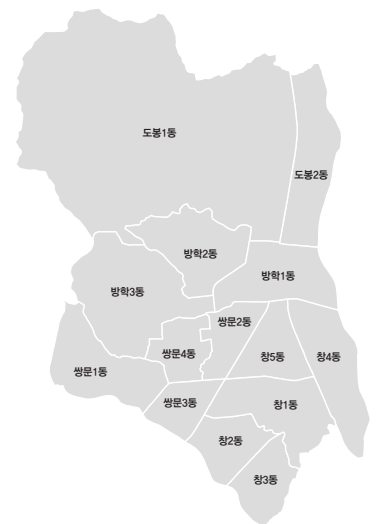 도봉1동
도봉2동
방학2동
방학1동
방학3동
쌍문2동
쌍문4동
창5동
창4동
쌍문1동
쌍문3동
창1동
창2동
창3동